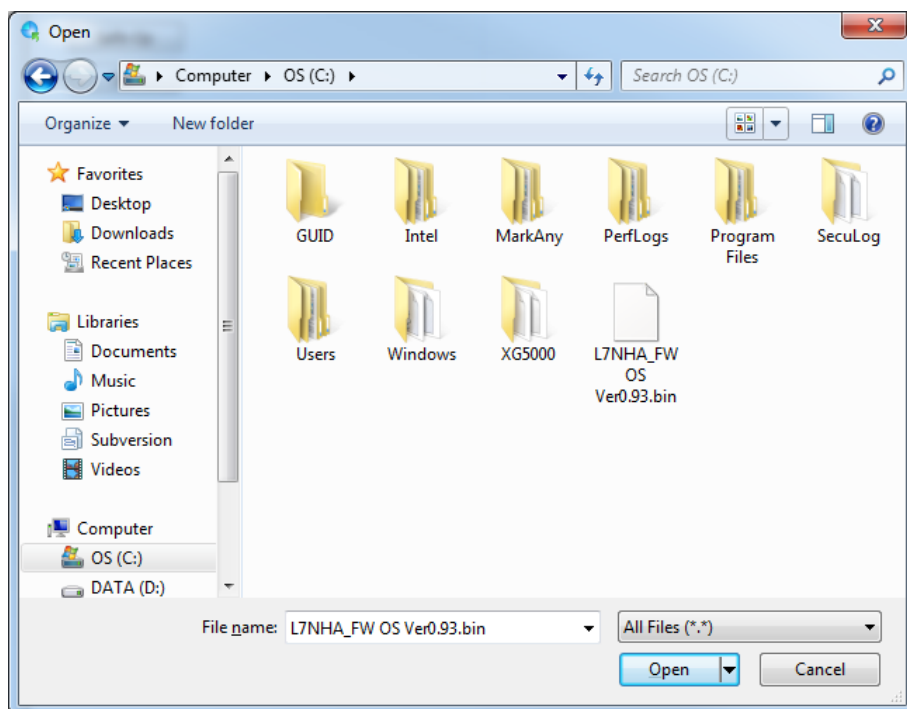 Open
Computer OS (C:)
Search OS (C:)
Organize New folder
Favorites
Desktop
Downloads
Recent Places
Libraries
Documents
Music
Pictures
Subversion
Videos
Computer
OS (C:)
DATA (D:)
GUID Intel MarkAny PerfLogs Program SecuLog
Files
Users Windows XG5000 L7NHA_FW
OS
Ver0.93.bin
File name: L7NHA_FW OS Ver0.93.bin All Files (*.*)
Open Cancel